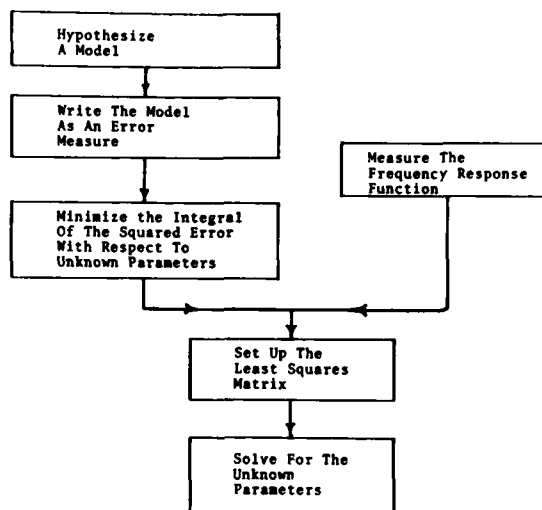 Hypothesize
A Model
Write The Model
As An Error
Measure
Measure The
Frequency Response
Function
Minimize the Integral
Of The Squared Error
With Respect To
Unknown Parameters
Set Up The
Least Squares
Matrix
Solve For The
Unknown
Parameters